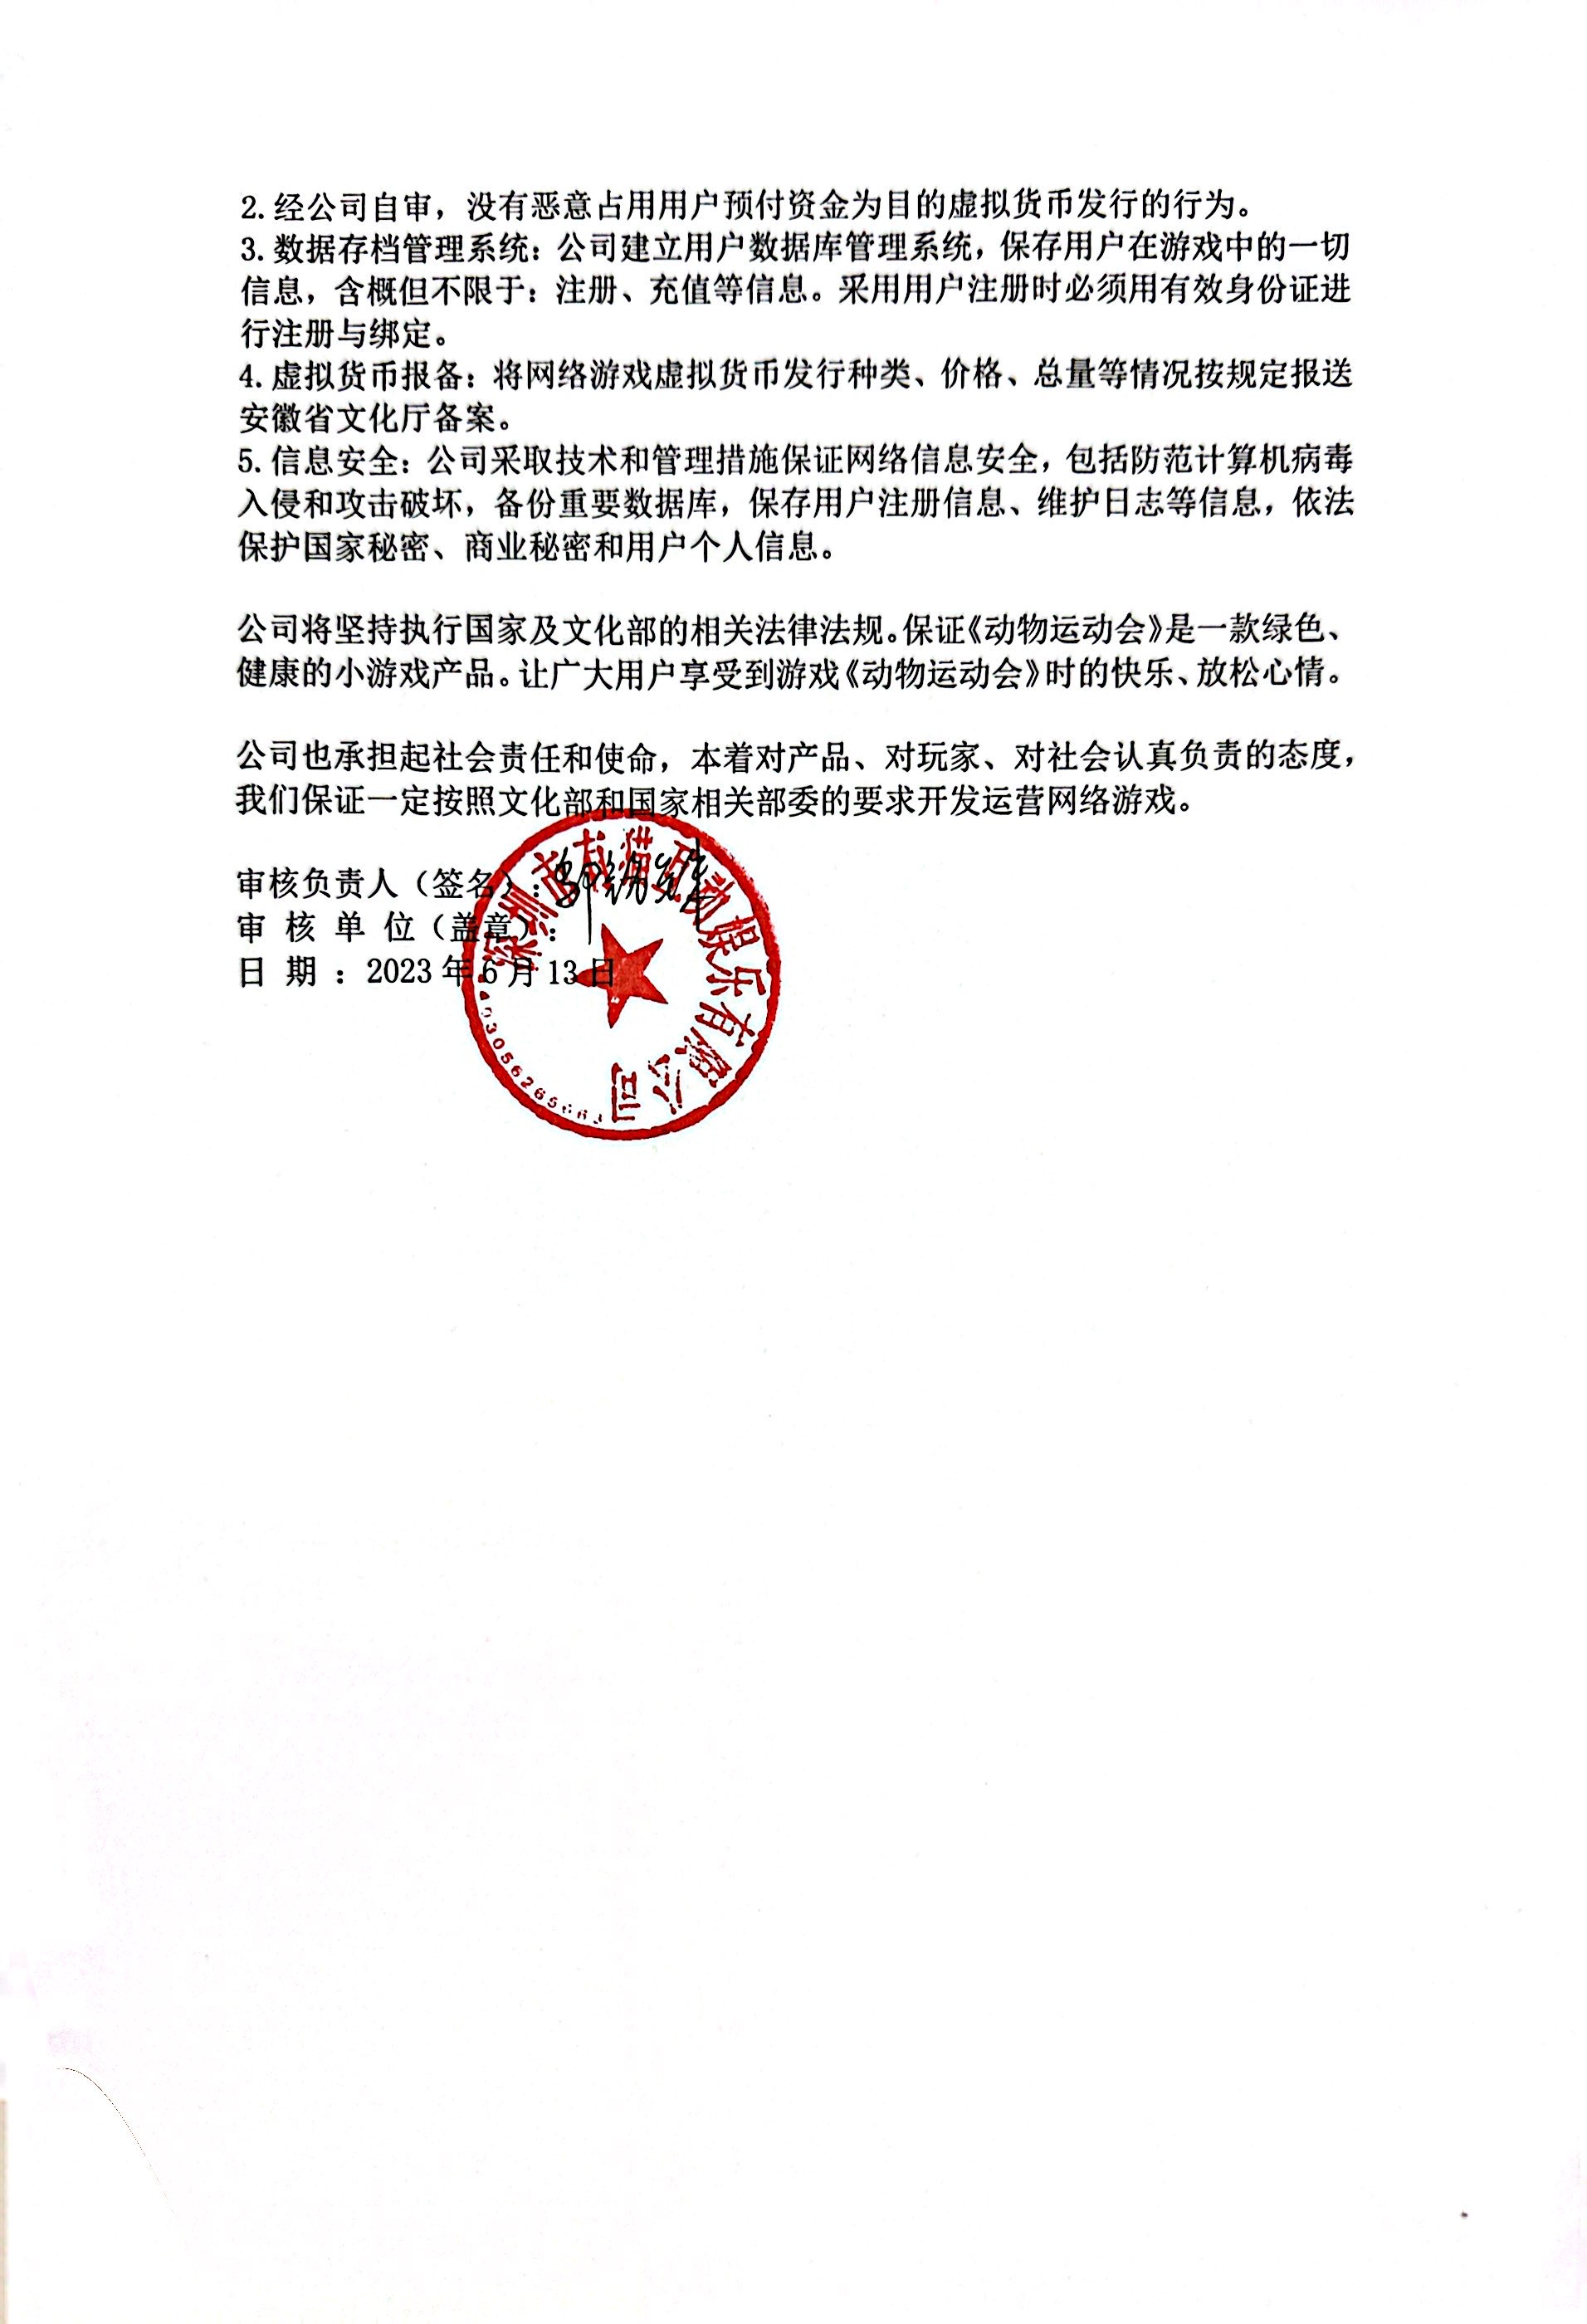 2. 经公司自审，没有恶意占用用户预付资金为目的虚拟货币发行的行为。
3. 数据存档管理系统：公司建立用户数据库管理系统，保存用户在游戏中的一切
信息，含概但不限于：注册、充值等信息。采用用户注册时必须用有效身份证进
行注册与绑定。
4. 虚拟货币报备：将网络游戏虚拟货币发行种类、价格、总量等情况按规定报送
安徽省文化厅备案。
5. 信息安全：公司采取技术和管理措施保证网络信息安全，包括防范计算机病毒
入侵和攻击破坏，备份重要数据库，保存用户注册信息、维护日志等信息，依法
保护国家秘密、商业秘密和用户个人信息。
公司将坚持执行国家及文化部的相关法律法规。保证《动物运动会》是一款绿色、
健康的小游戏产品。让广大用户享受到游戏《动物运动会》时的快乐、放松心情。
公司也承担起社会责任和使命，本着对产品、对玩家、对社会认真负责的态度，
我们保证一定按照文化部和国家相关部委的要求开发运营网络游戏。
审核负责人（签名）：
审 核 单 位（盖章）：
日 期 ：2023 年 6 月 13 日
深圳市 猫互动娱乐有限公司